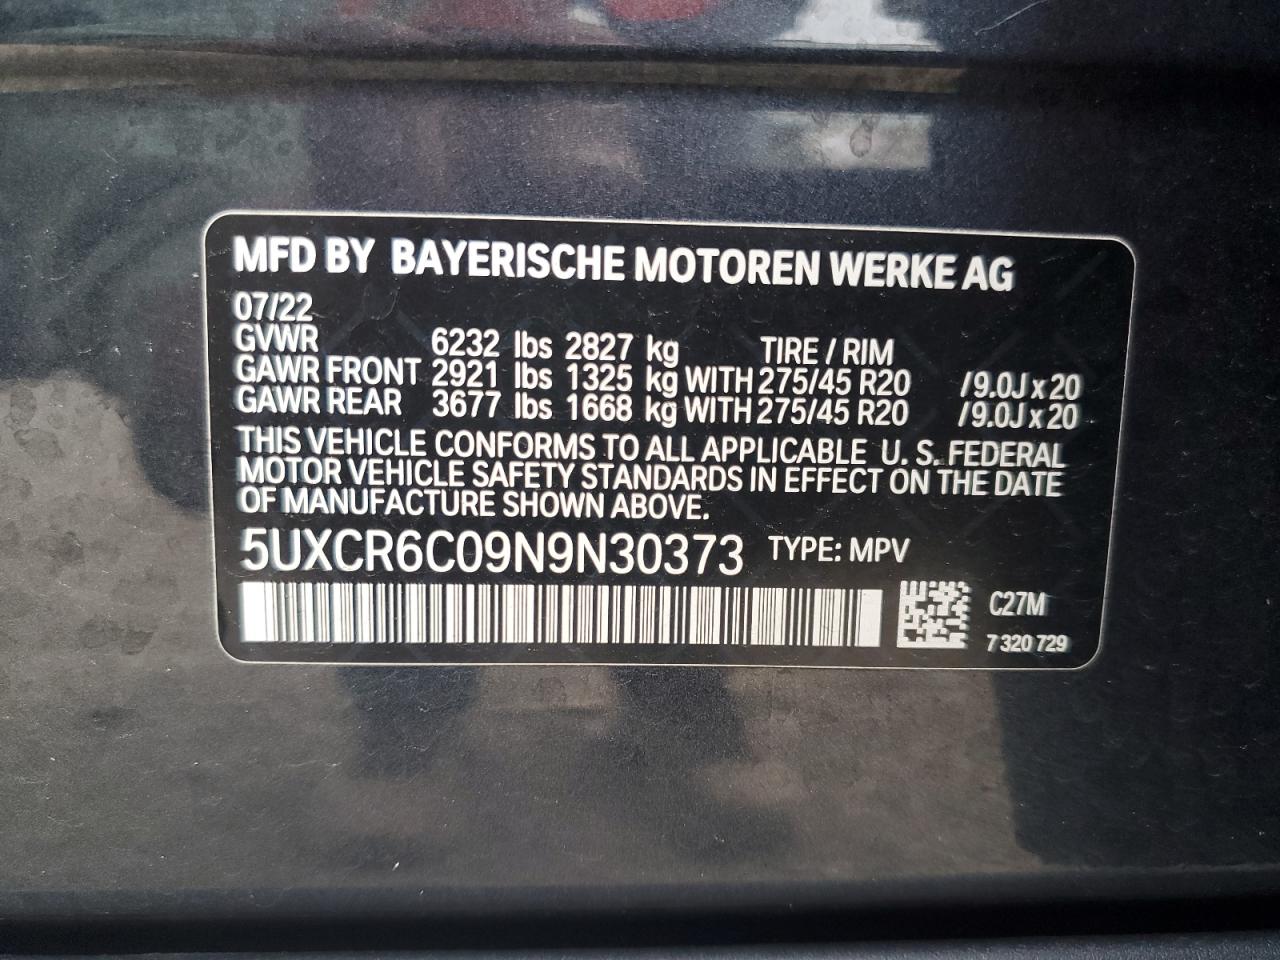 MFD BY BAYERISCHE MOTOREN WERKE AG
07/22
GVWR 6232 lbs 2827 kg TIRE / RIM
GAWR FRONT 2921 lbs 1325 kg WITH 275/45 R20 /9.0J x 20
GAWR REAR 3677 lbs 1668 kg WITH 275/45 R20 /9.0J x 20
THIS VEHICLE CONFORMS TO ALL APPLICABLE U. S. FEDERAL
MOTOR VEHICLE SAFETY STANDARDS IN EFFECT ON THE DATE
OF MANUFACTURE SHOWN ABOVE.
5UXCR6C09N9N30373 TYPE: MPV
C27M
7 320 729